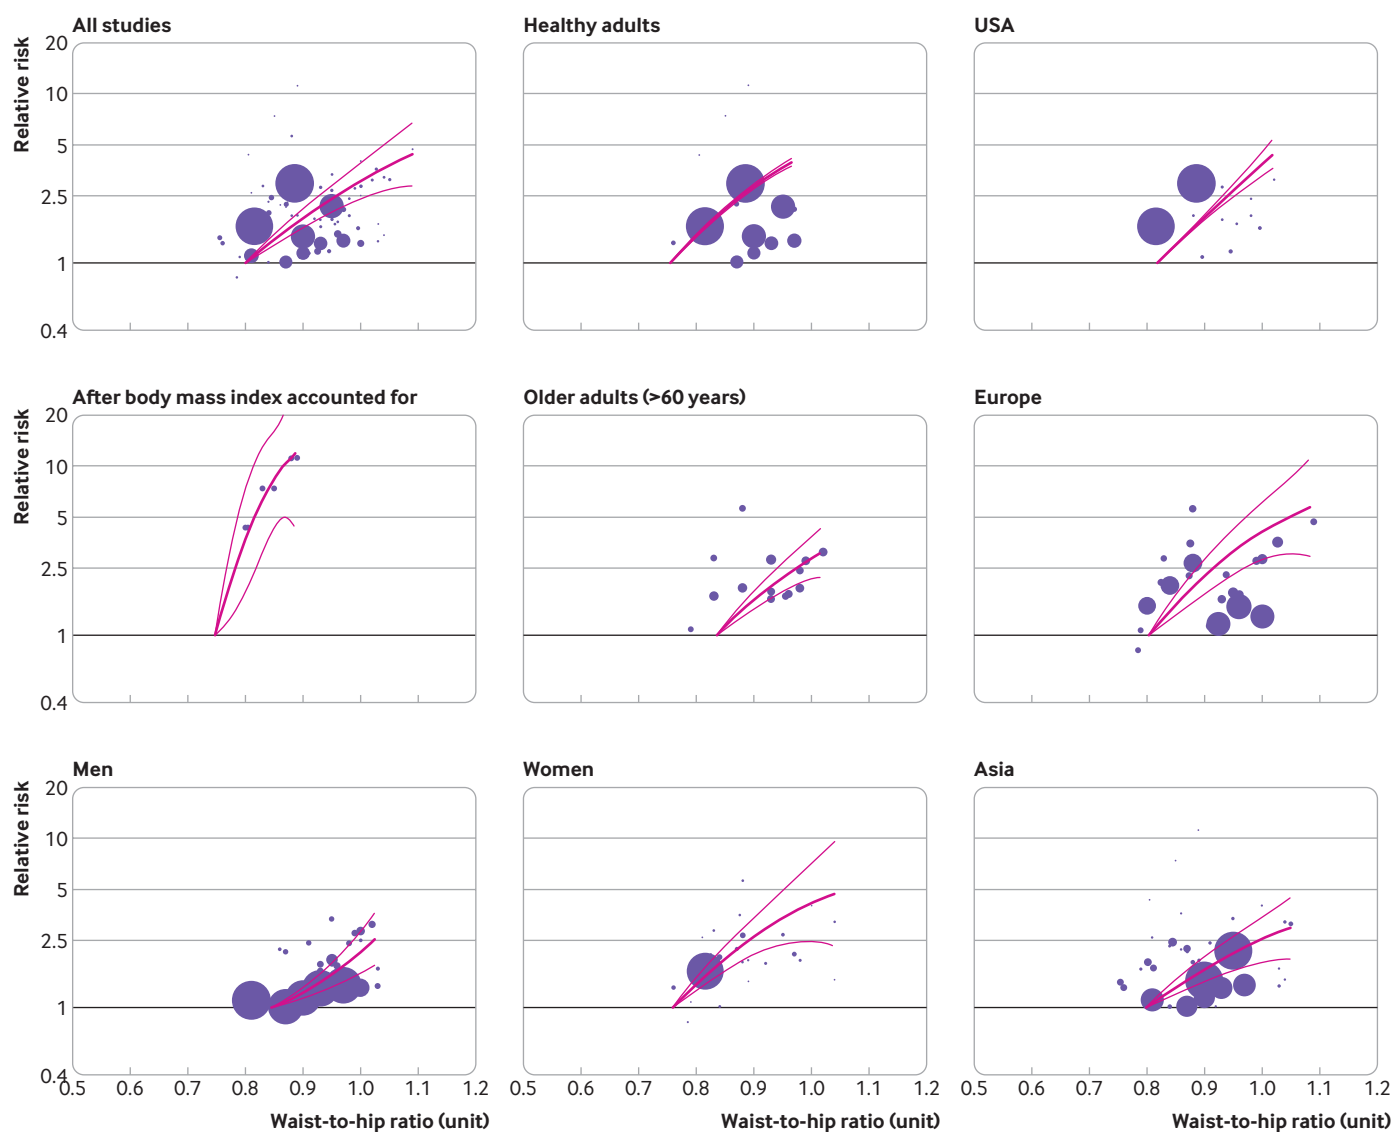 All studies
Healthy adults
USA
Relative risk
20
10
5
2.5
1
0.4
After body mass index accounted for
Older adults (>60 years)
Europe
Relative risk
20
10
5
2.5
1
0.4
Men
Women
Asia
Relative risk
20
10
5
2.5
1
0.4
0.5 0.6 0.7 0.8 0.9 1.0 1.1 1.2
0.5 0.6 0.7 0.8 0.9 1.0 1.1 1.2
0.5 0.6 0.7 0.8 0.9 1.0 1.1 1.2
Waist-to-hip ratio (unit)
Waist-to-hip ratio (unit)
Waist-to-hip ratio (unit)